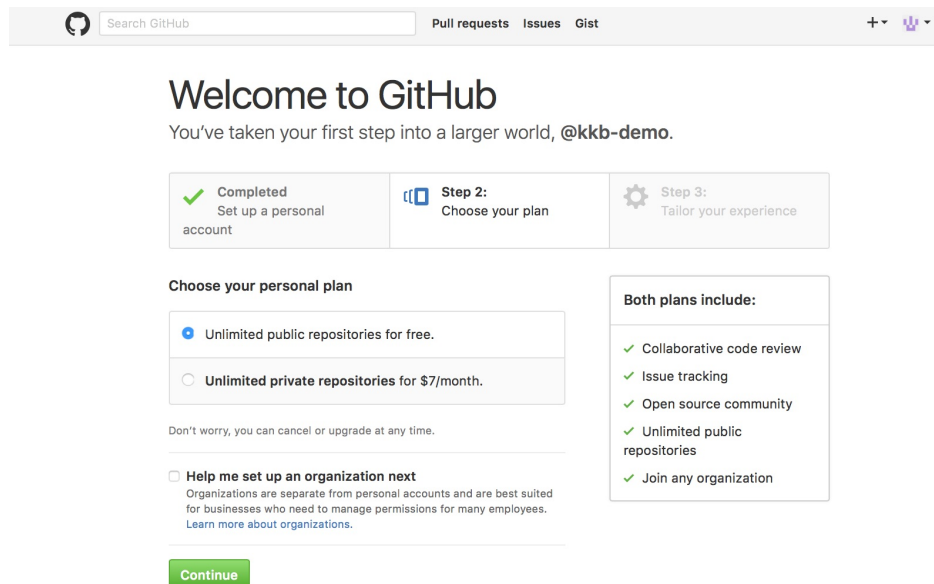 Search GitHub
Pull requests Issues Gist
Welcome to GitHub
You’ve taken your first step into a larger world, @kkb-demo.
Completed
Set up a personal
account
Step 2:
Choose your plan
Step 3:
Tailor your experience
Choose your personal plan
Unlimited public repositories for free.
Unlimited private repositories for $7/month.
Don’t worry, you can cancel or upgrade at any time.
Help me set up an organization next
Organizations are separate from personal accounts and are best suited
for businesses who need to manage permissions for many employees.
Learn more about organizations.
Continue
Both plans include:
Collaborative code review
Issue tracking
Open source community
Unlimited public
repositories
Join any organization